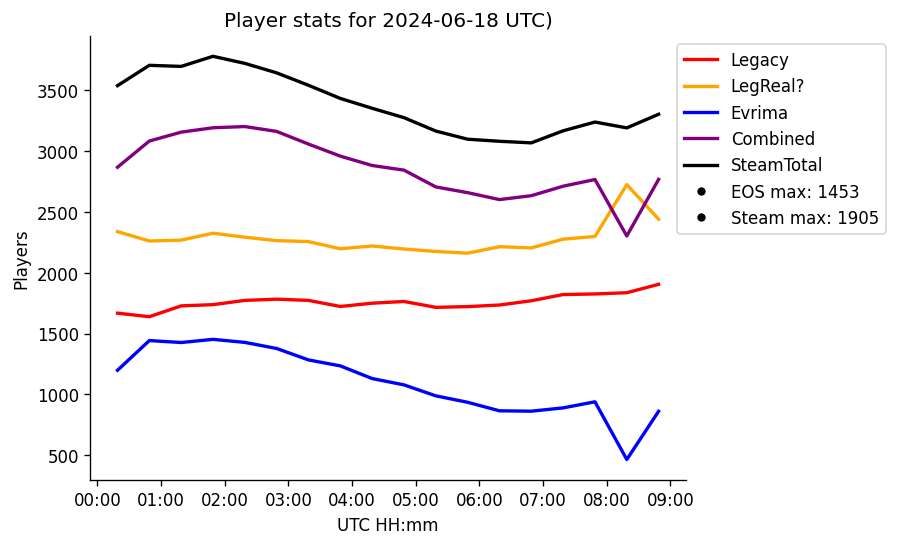 Player stats for 2024-06-18 UTC)
Players
3500
3000
2500
2000
1500
1000
500
00:00 01:00 02:00 03:00 04:00 05:00 06:00 07:00 08:00 09:00
UTC HH:mm
Legacy
LegReal?
Evrima
Combined
SteamTotal
EOS max: 1453
Steam max: 1905